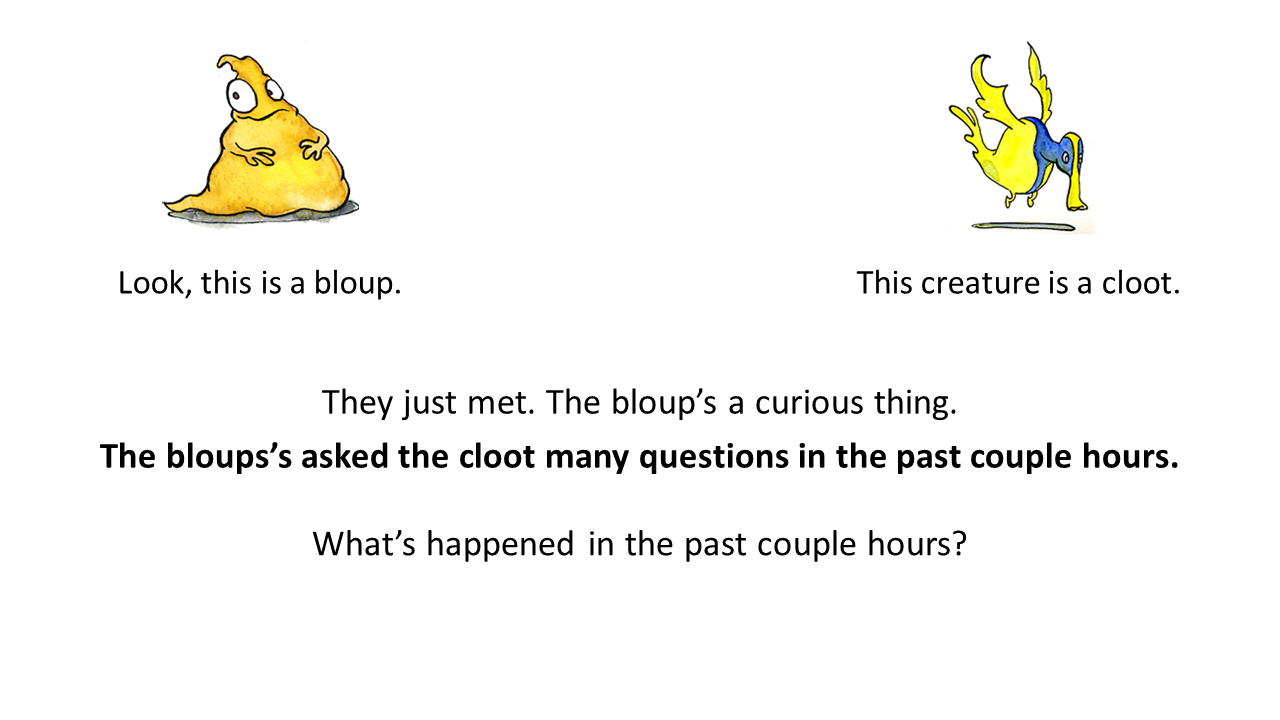 Look, this is a bloup.
This creature is a cloot.
They just met. The bloup’s a curious thing.
The bloups’s asked the cloot many questions in the past couple hours.
What’s happened in the past couple hours?